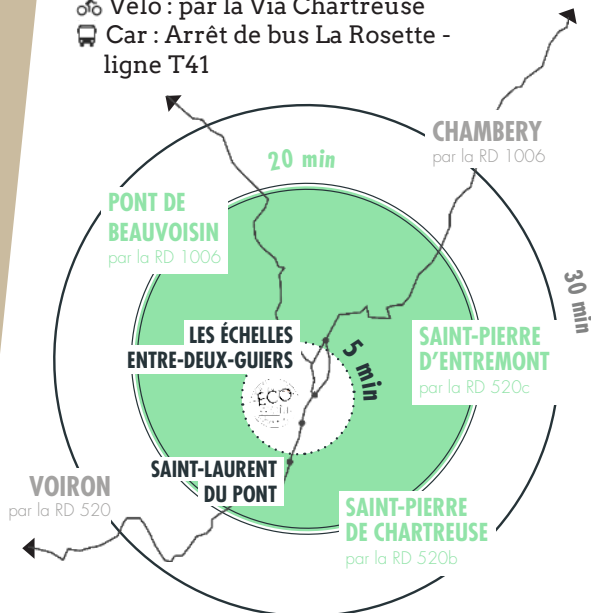 Vélo : par la Via Chartreuse
Car : Arrêt de bus La Rosette -
ligne T41
CHAMBERY
par la RD 1006
20 min
PONT DE
BEAUVOISIN
par la RD 1006
30 min
LES ÉCHELLES
ENTRE-DEUX-GUIERS
5 min
SAINT-PIERRE
D'ENTREMONT
par la RD 520c
ÉCO
SAINT-LAURENT
DU PONT
VOIRON
par la RD 520
SAINT-PIERRE
DE CHARTREUSE
par la RD 520b